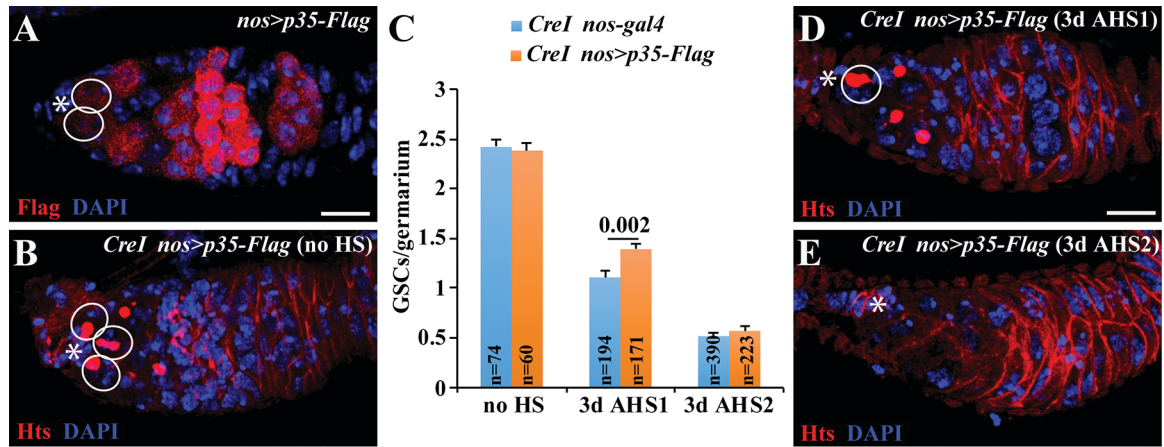 A
nos>p35-Flag
*
Flag DAPI
B
CreI nos>p35-Flag (no HS)
*
Hts DAPI
C
CreI nos-gal4
CreI nos>p35-Flag
GSCs/germarium
2.5
2
1.5
1
0.5
0
0.002
n=74
n=60
n=194
n=171
n=390
n=223
no HS
3d AHS1
3d AHS2
D
CreI nos>p35-Flag (3d AHS1)
*
Hts DAPI
E
CreI nos>p35-Flag (3d AHS2)
*
Hts DAPI